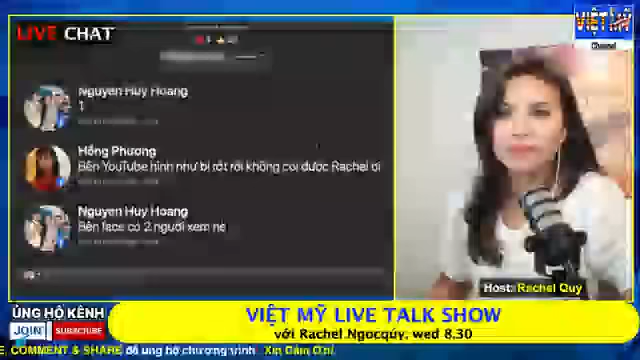 LIVE CHAT
VIỆT MỸ
Channel
Nguyen Huy Hoang
1
Hồng Phương
Bên YouTube hình như bị rớt rồi không coi được Rachel ơi
Nguyen Huy Hoang
Bên face có 2 người xem nè
Host: Rachel Quy
ỦNG HỘ KÊNH
JOIN SUBSCRIBE
VIỆT MỸ LIVE TALK SHOW
với Rachel Ngocquy, wed 8.30
E, COMMENT & SHARE để ủng hộ chương trình